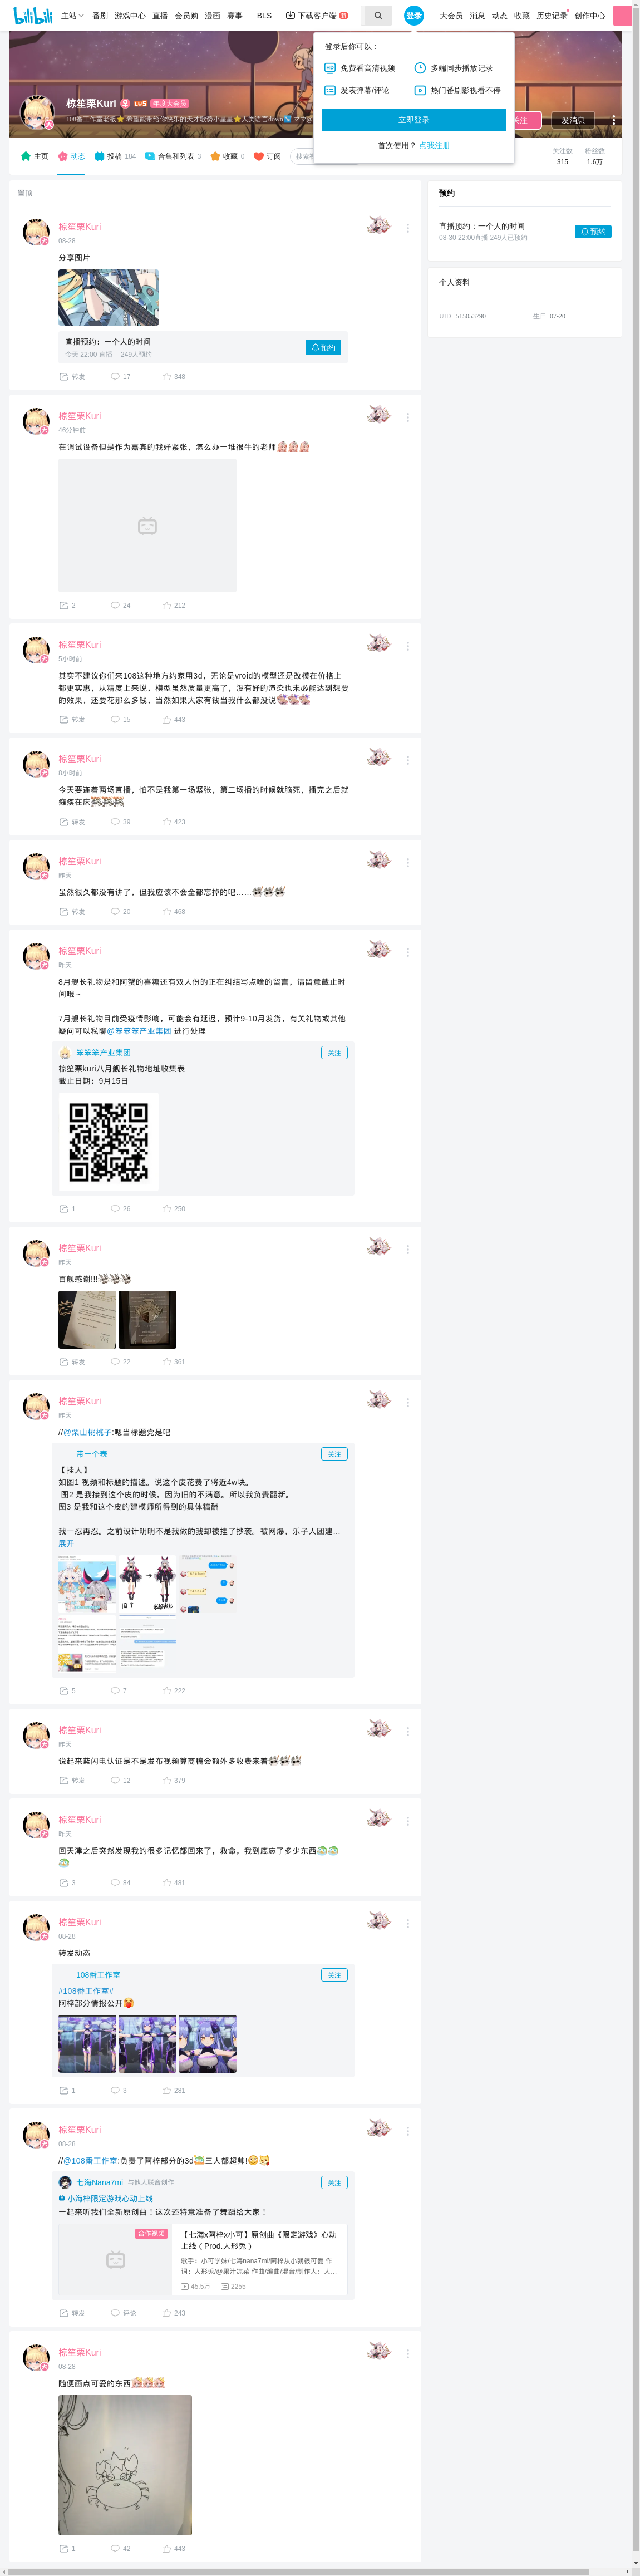 bilibili 主站 番剧 游戏中心 直播 会员购 漫画 赛事 BLS 下载客户端 登录 大会员 消息 动态 收藏 历史记录 创作中心
登录后你可以：
免费看高清视频 多端同步播放记录
发表弹幕/评论 热门番剧影视看不停
立即登录
首次使用？ 点我注册
椋笙栗Kuri LV5 年度大会员
关注 发消息
主页 动态 投稿 184 合集和列表 3 收藏 0 订阅
关注数 315
粉丝数 1.6万
置顶
椋笙栗Kuri
08-28
分享图片
直播预约：一个人的时间
今天 22:00 直播 249人预约
预约
转发 17 348
椋笙栗Kuri
46分钟前
在调试设备但是作为嘉宾的我好紧张，怎么办一堆很牛的老师
2 24 212
椋笙栗Kuri
5小时前
其实不建议你们来108这种地方约家用3d，无论是vroid的模型还是改模在价格上
都更实惠，从精度上来说，模型虽然质量更高了，没有好的渲染也未必能达到想要
的效果，还要花那么多钱，当然如果大家有钱当我什么都没说
转发 15 443
椋笙栗Kuri
8小时前
今天要连着两场直播，怕不是我第一场紧张，第二场播的时候就脑死，播完之后就
瘫痪在床
转发 39 423
椋笙栗Kuri
昨天
虽然很久都没有讲了，但我应该不会全都忘掉的吧……
转发 20 468
椋笙栗Kuri
昨天
8月舰长礼物是和阿蟹的喜糖还有双人份的正在纠结写点啥的留言，请留意截止时
间哦～
7月舰长礼物目前受疫情影响，可能会有延迟，预计9-10月发货，有关礼物或其他
疑问可以私聊@笨笨笨产业集团 进行处理
笨笨笨产业集团 关注
椋笙栗kuri八月舰长礼物地址收集表
截止日期：9月15日
1 26 250
椋笙栗Kuri
昨天
百舰感谢!!!
转发 22 361
椋笙栗Kuri
昨天
//@栗山桃桃子:嗯当标题党是吧
带一个表 关注
【挂人】
如图1 视频和标题的描述。说这个皮花费了将近4w块。
图2 是我接到这个皮的时候。因为旧的不满意。所以我负责翻新。
图3 是我和这个皮的建模师所得到的具体稿酬
我一忍再忍。之前设计明明不是我做的我却被挂了抄袭。被网爆，乐子人团建...
展开
5 7 222
椋笙栗Kuri
昨天
说起来蓝闪电认证是不是发布视频算商稿会额外多收费来着
转发 12 379
椋笙栗Kuri
昨天
回天津之后突然发现我的很多记忆都回来了，救命，我到底忘了多少东西
3 84 481
椋笙栗Kuri
08-28
转发动态
108番工作室 关注
#108番工作室#
阿梓部分情报公开
1 3 281
椋笙栗Kuri
08-28
//@108番工作室:负责了阿梓部分的3d三人都超帅!
七海Nana7mi 与他人联合创作 关注
小海梓限定游戏心动上线
一起来听我们全新原创曲！这次还特意准备了舞蹈给大家！
合作视频
【七海x阿梓x小可】原创曲《限定游戏》心动
上线（Prod.人形兎）
歌手：小可学妹/七海nana7mi/阿梓从小就很可爱 作
词：人形兎/@果汁凉菜 作曲/编曲/混音/制作人：人...
45.5万 2255
转发 评论 243
椋笙栗Kuri
08-28
随便画点可爱的东西
1 42 443
预约
直播预约：一个人的时间
08-30 22:00直播 249人已预约
预约
个人资料
UID 515053790 生日 07-20